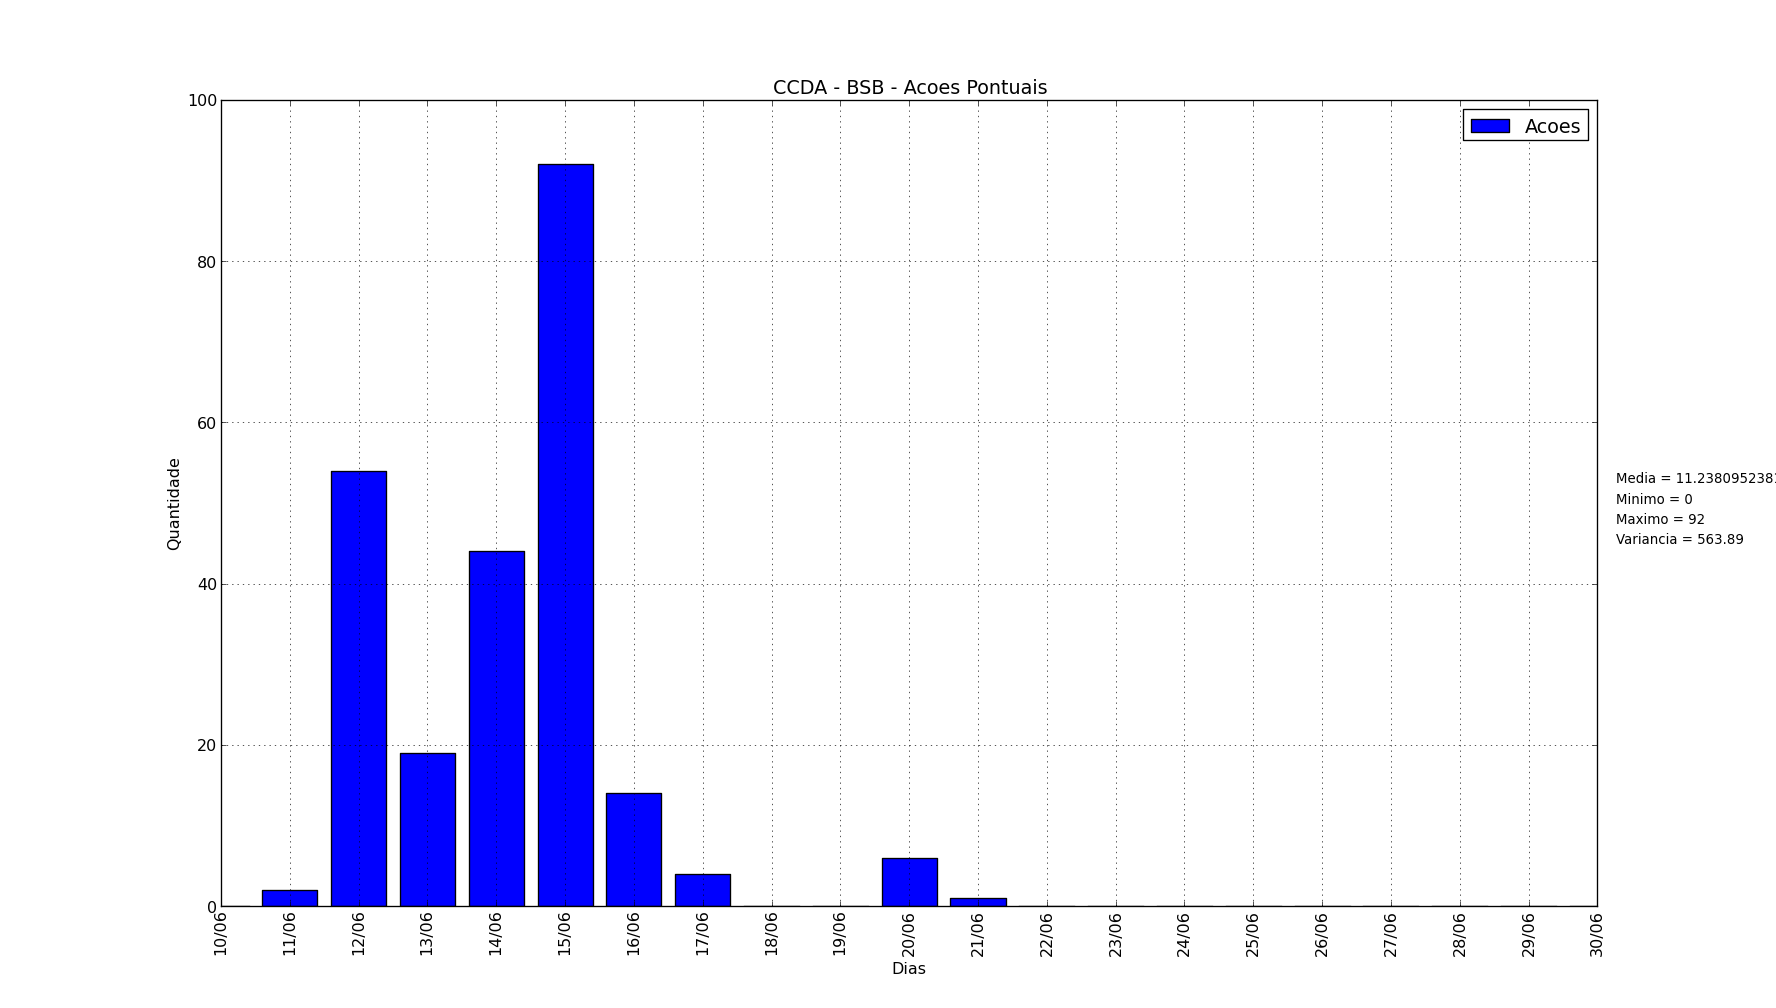 CCDA - BSB - Acoes Pontuais
Acoes
100
80
60
40
20
0
Quantidade
Media = 11.2380952381
Minimo = 0
Maximo = 92
Variancia = 563.89
10/06 11/06 12/06 13/06 14/06 15/06 16/06 17/06 18/06 19/06 20/06 21/06 22/06 23/06 24/06 25/06 26/06 27/06 28/06 29/06 30/06
Dias